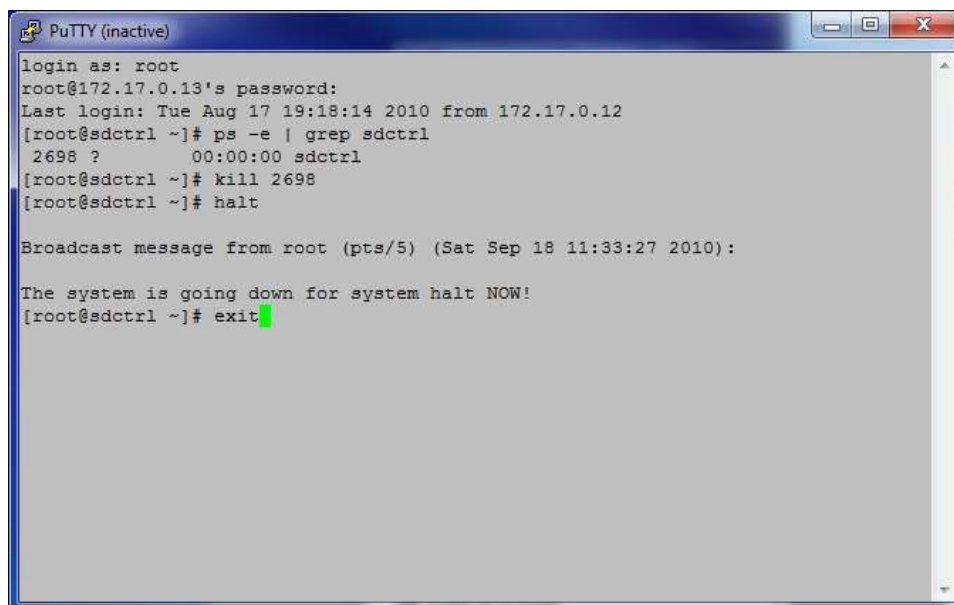 PuTTY (inactive)
login as: root
root@172.17.0.13's password:
Last login: Tue Aug 17 19:18:14 2010 from 172.17.0.12
[root@sdctrl ~]# ps -e | grep sdctrl
 2698 ?        00:00:00 sdctrl
[root@sdctrl ~]# kill 2698
[root@sdctrl ~]# halt
Broadcast message from root (pts/5) (Sat Sep 18 11:33:27 2010):
The system is going down for system halt NOW!
[root@sdctrl ~]# exit